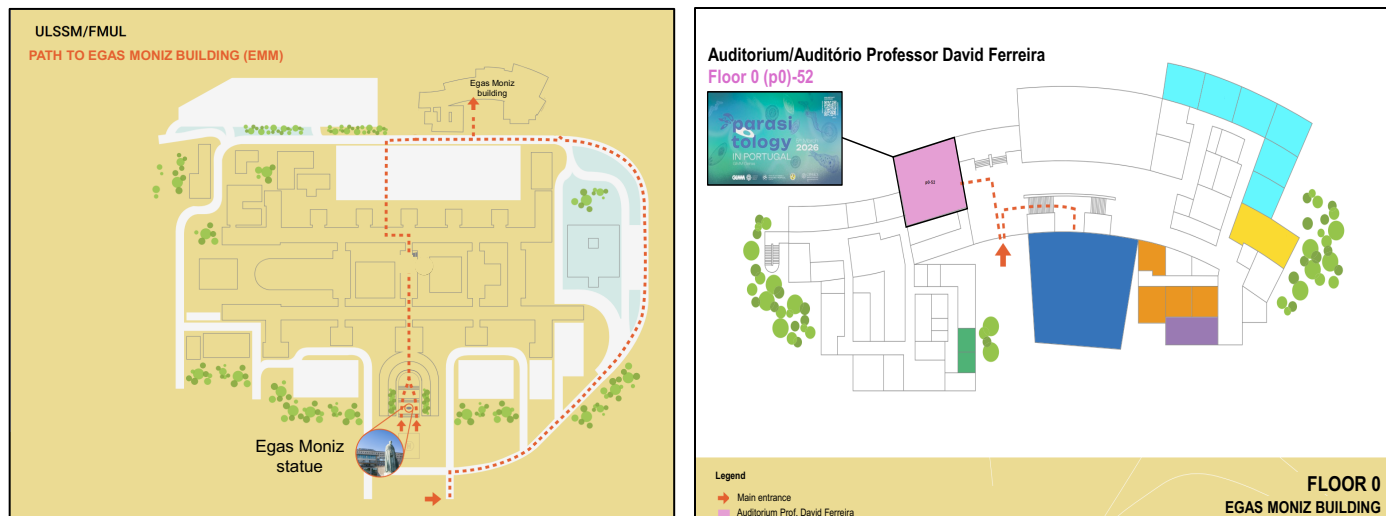 ULSSM/FMUL
PATH TO EGAS MONIZ BUILDING (EMM)
Egas Moniz
building
Egas Moniz
statue
Auditorium/Auditório Professor David Ferreira
Floor 0 (p0)-52
parasi
tology
2026
IN PORTUGAL
p0-52
Legend
Main entrance
Auditorium Prof. David Ferreira
FLOOR 0
EGAS MONIZ BUILDING